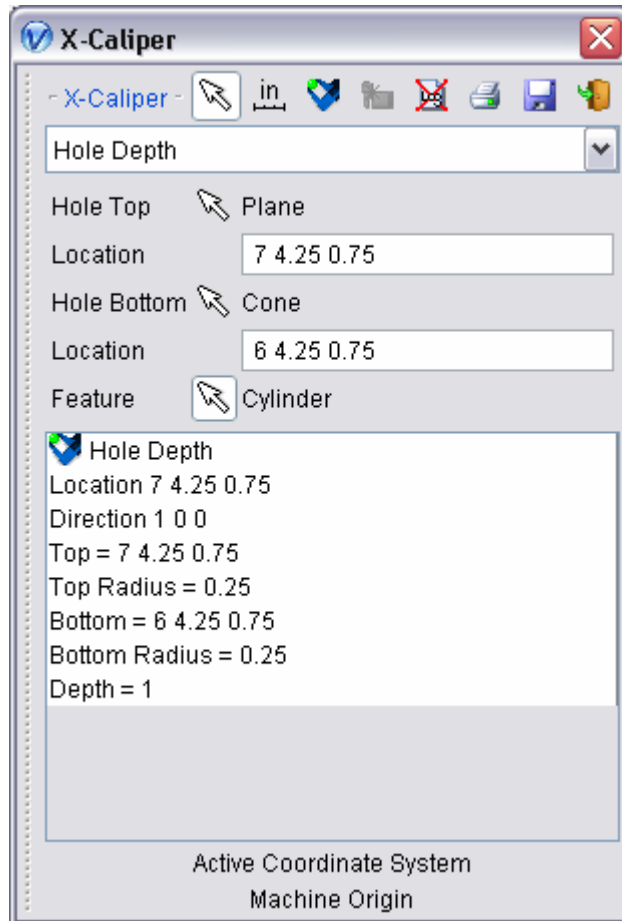 X-Caliper
X-Caliper in
Hole Depth
Hole Top Plane
Location 7 4.25 0.75
Hole Bottom Cone
Location 6 4.25 0.75
Feature Cylinder
Hole Depth
Location 7 4.25 0.75
Direction 1 0 0
Top = 7 4.25 0.75
Top Radius = 0.25
Bottom = 6 4.25 0.75
Bottom Radius = 0.25
Depth = 1
Active Coordinate System
Machine Origin